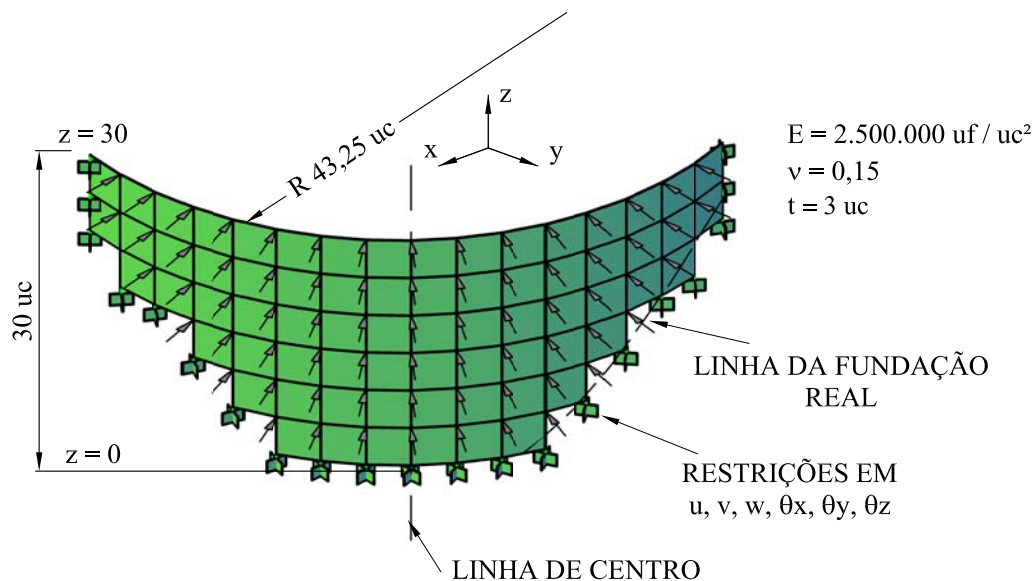 z
x
y
z = 30
R 43,25 uc
30 uc
z = 0
E = 2.500.000 uf / uc²
ν = 0,15
t = 3 uc
LINHA DA FUNDAÇÃO
REAL
RESTRIÇÕES EM
u, v, w, θx, θy, θz
LINHA DE CENTRO